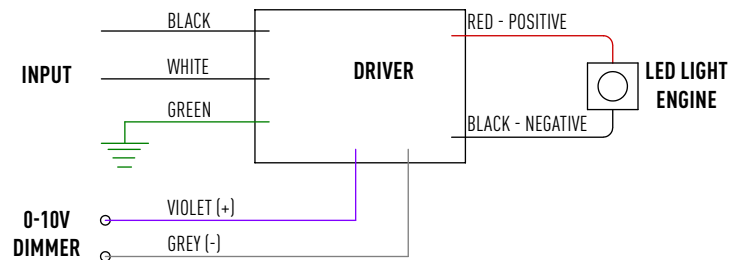 BLACK
RED - POSITIVE
INPUT
WHITE
DRIVER
LED LIGHT
ENGINE
GREEN
BLACK - NEGATIVE
0-10V
DIMMER
VIOLET (+)
GREY (-)